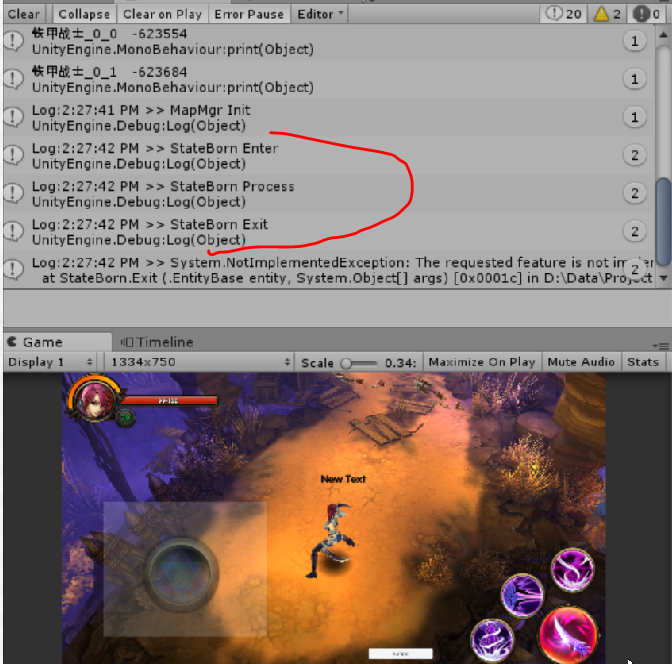 Clear Collapse Clear on Play Error Pause Editor 20 2 0
铁甲战士_0_0 -623554
UnityEngine.MonoBehaviour:print(Object)
1
铁甲战士_0_1 -623684
UnityEngine.MonoBehaviour:print(Object)
1
Log:2:27:41 PM >> MapMgr Init
UnityEngine.Debug:Log(Object)
1
Log:2:27:42 PM >> StateBorn Enter
UnityEngine.Debug:Log(Object)
2
Log:2:27:42 PM >> StateBorn Process
UnityEngine.Debug:Log(Object)
2
Log:2:27:42 PM >> StateBorn Exit
UnityEngine.Debug:Log(Object)
2
Log:2:27:42 PM >> System.NotImplementedException: The requested feature is not
at StateBorn.Exit (.EntityBase entity, System.Object[] args) [0x0001c] in D:\Data\Project
2
Game Timeline
Display 1 1334x750 Scale 0.34: Maximize On Play Mute Audio Stats
New Text